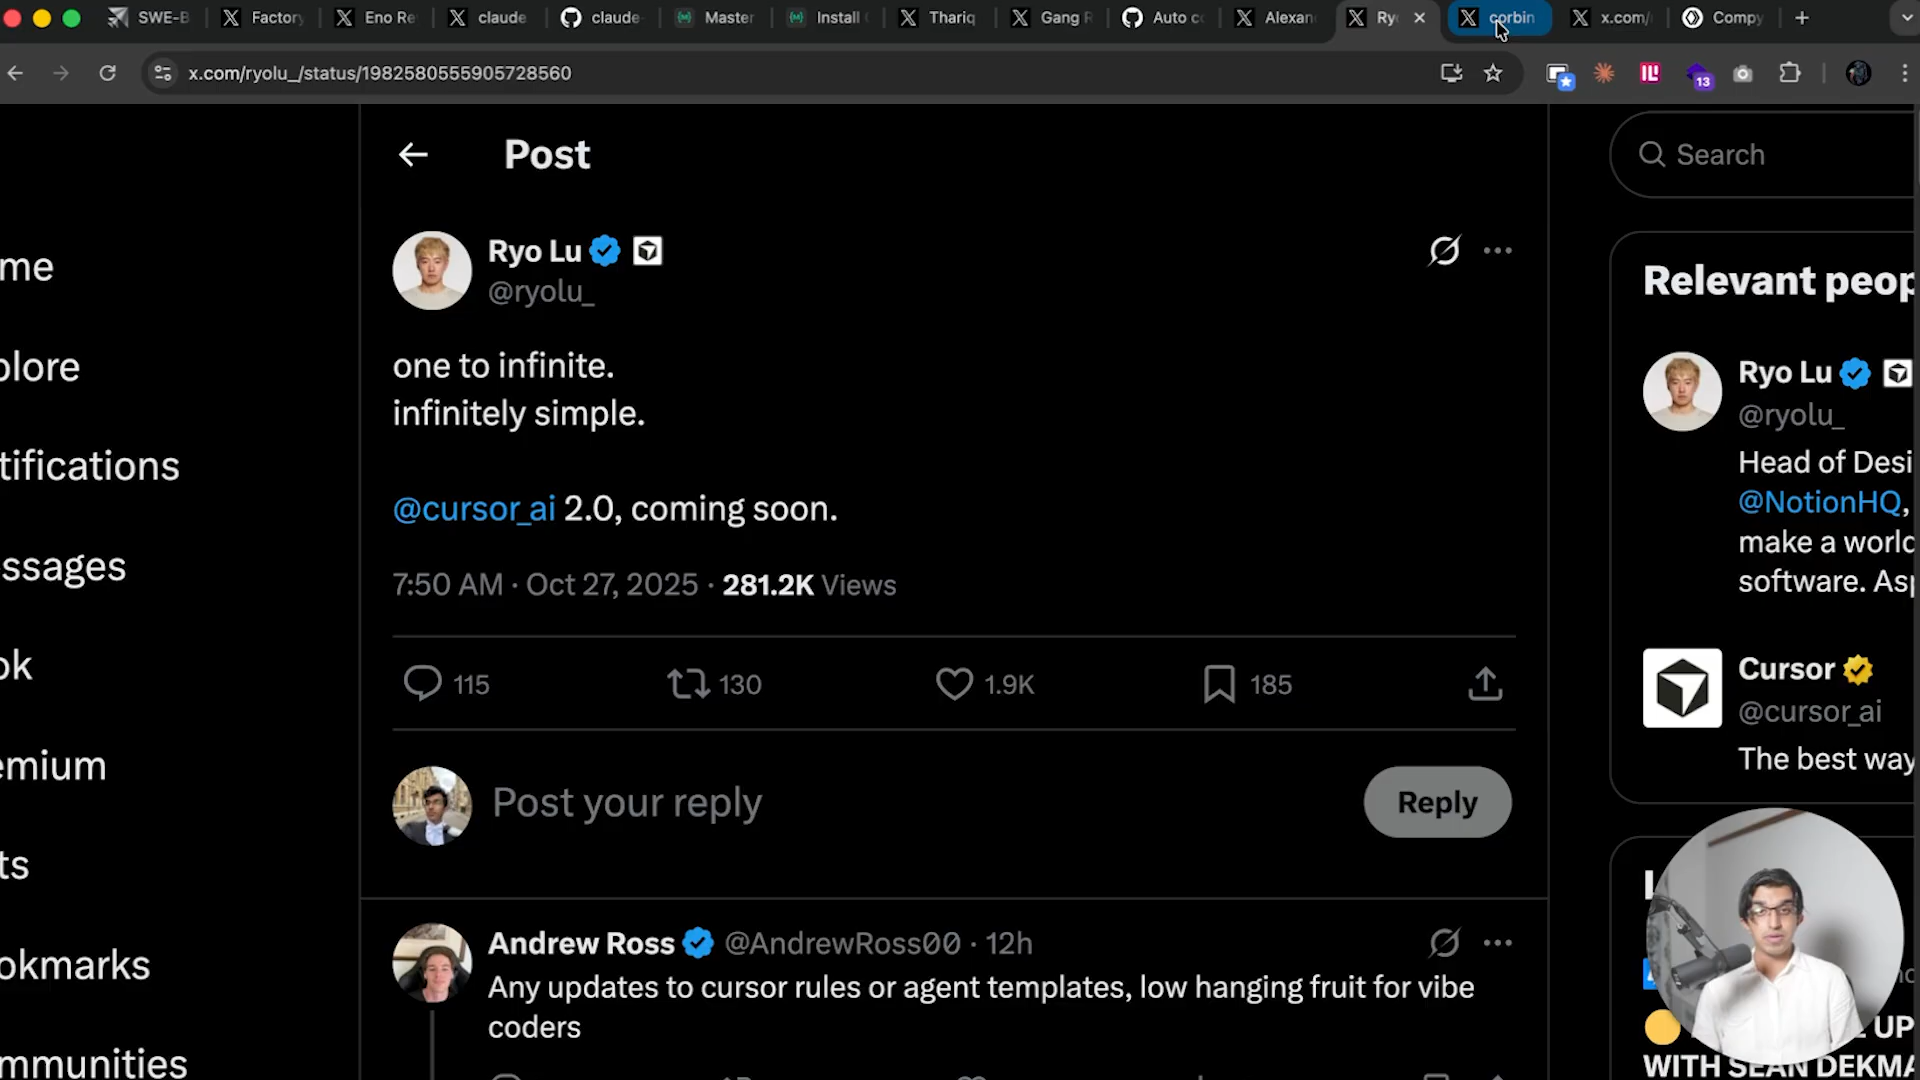 SWE-B
Factory
Eno Re
claude
claude-
Master
Install
Thariq
Gang R
Auto c
Alexan
Ry
corbin
x.com/
Compy
x.com/ryolu_/status/1982580555905728560
13
Post
Search
Ryo Lu
@ryolu_
one to infinite.
infinitely simple.
@cursor_ai 2.0, coming soon.
7:50 AM · Oct 27, 2025 · 281.2K Views
115
130
1.9K
185
Post your reply
Reply
Andrew Ross @AndrewRoss00 · 12h
Any updates to cursor rules or agent templates, low hanging fruit for vibe
coders
me
plore
tifications
ssages
ok
emium
ts
okmarks
mmunities
Relevant peop
Ryo Lu
@ryolu_
Head of Desi
@NotionHQ,
make a world
software. Asp
Cursor
@cursor_ai
The best way
UP
WITH SEAN DEKMA